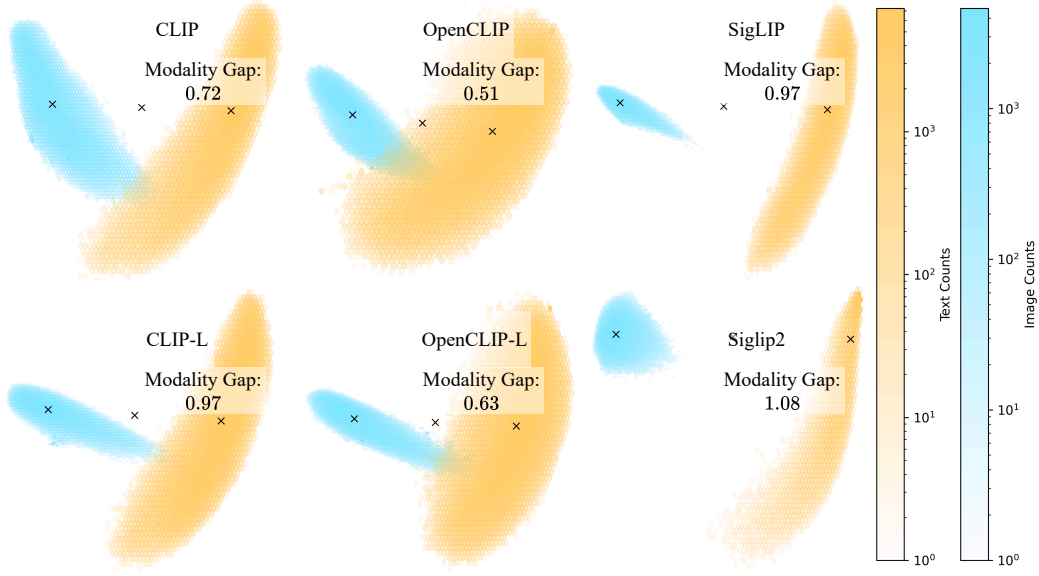 CLIP
Modality Gap:
0.72
OpenCLIP
Modality Gap:
0.51
SigLIP
Modality Gap:
0.97
CLIP-L
Modality Gap:
0.97
OpenCLIP-L
Modality Gap:
0.63
Siglip2
Modality Gap:
1.08
10³
10²
10¹
10⁰
Text Counts
10³
10²
10¹
10⁰
Image Counts